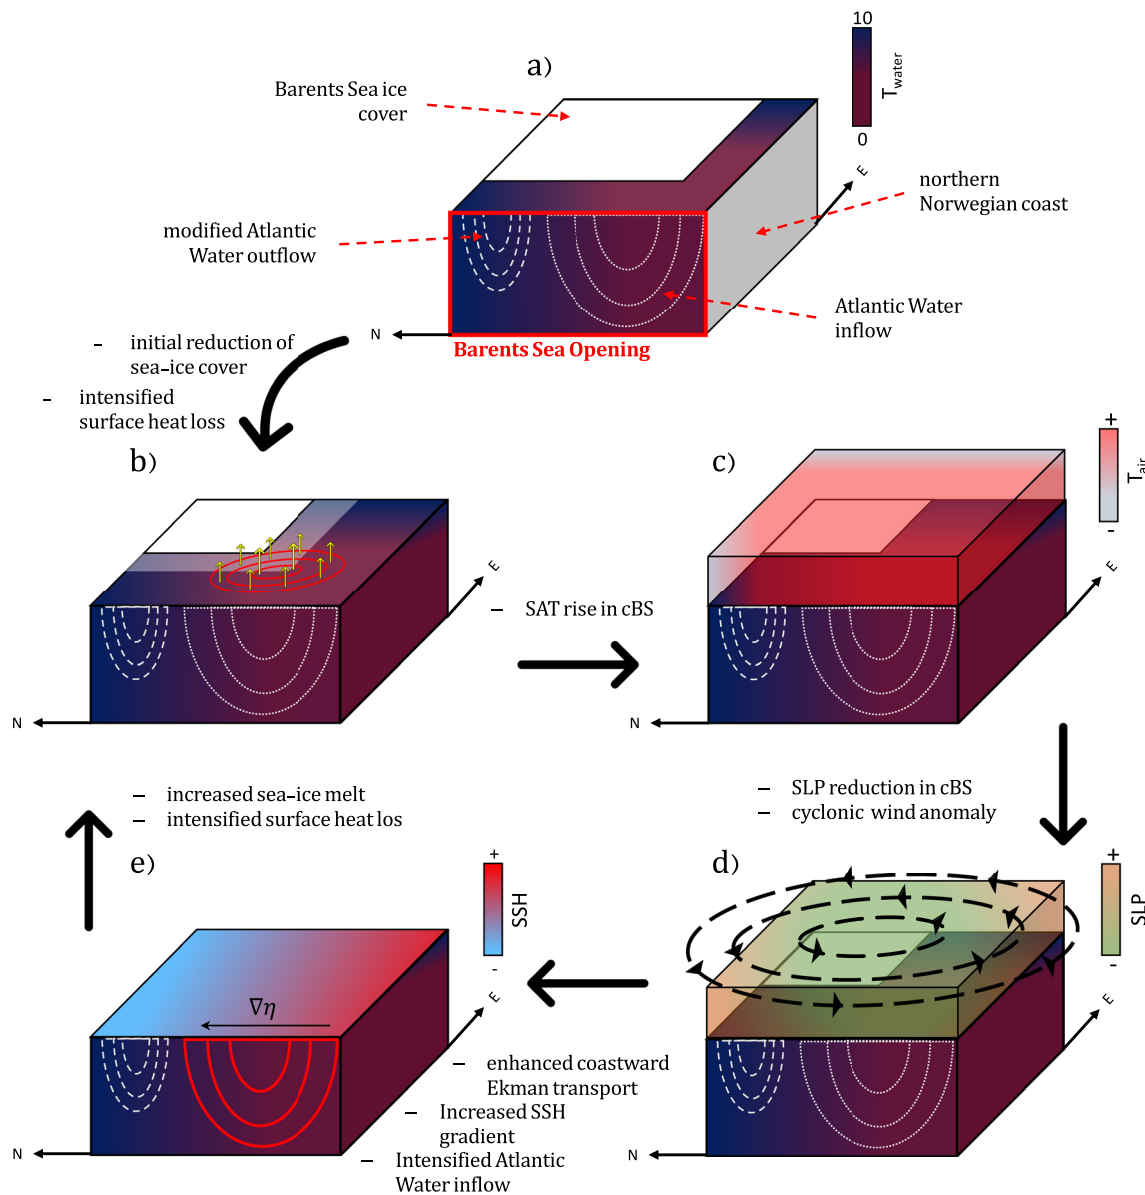 10
a)
T water
0
Barents Sea ice
cover
E
northern
Norwegian coast
modified Atlantic
Water outflow
Atlantic Water
inflow
N
Barents Sea Opening
– initial reduction of
sea–ice cover
– intensified
surface heat loss
b)
E
N
– SAT rise in cBS
c)
+
T air
-
E
N
– SLP reduction in cBS
– cyclonic wind anomaly
d)
+
SLP
-
E
N
– enhanced coastward
Ekman transport
– Increased SSH
gradient
– Intensified Atlantic
Water inflow
e)
+
SSH
-
∇η
E
N
– increased sea–ice melt
– intensified surface heat los